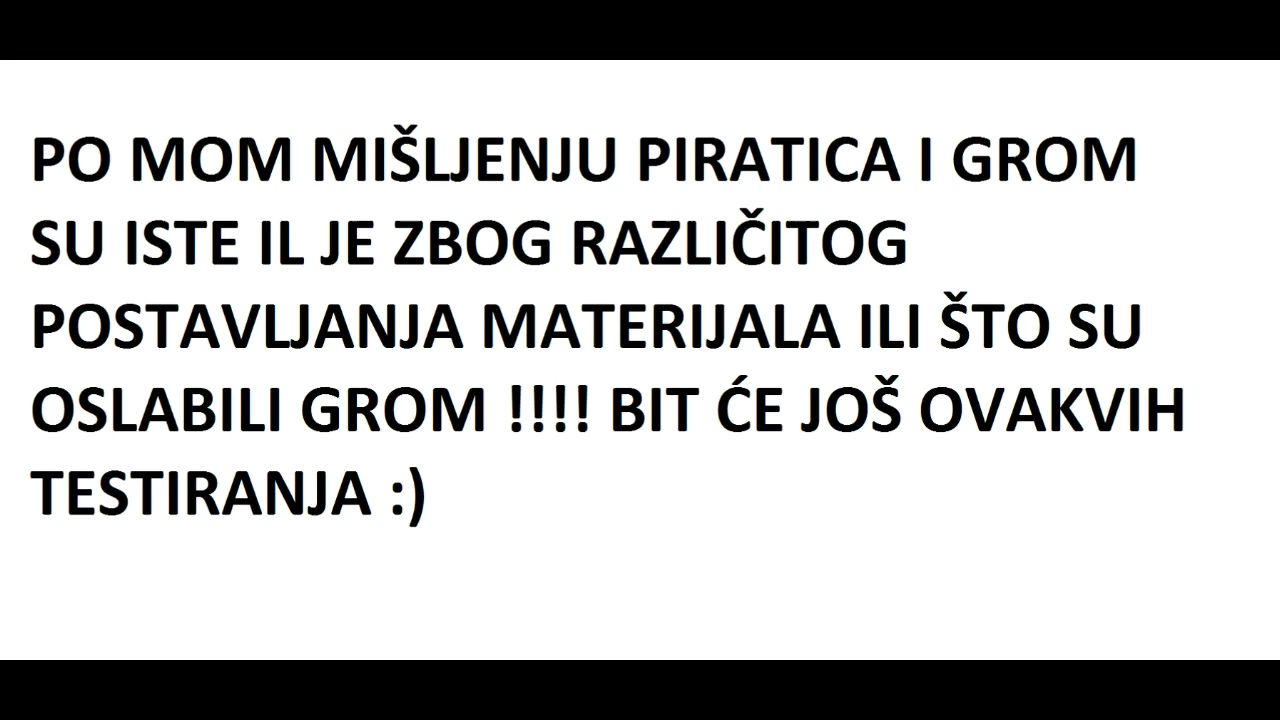 PO MOM MIŠLJENJU PIRATICA I GROM
SU ISTE IL JE ZBOG RAZLIČITOG
POSTAVLJANJA MATERIJALA ILI ŠTO SU
OSLABILI GROM !!!! BIT ĆE JOŠ OVAKVIH
TESTIRANJA :)